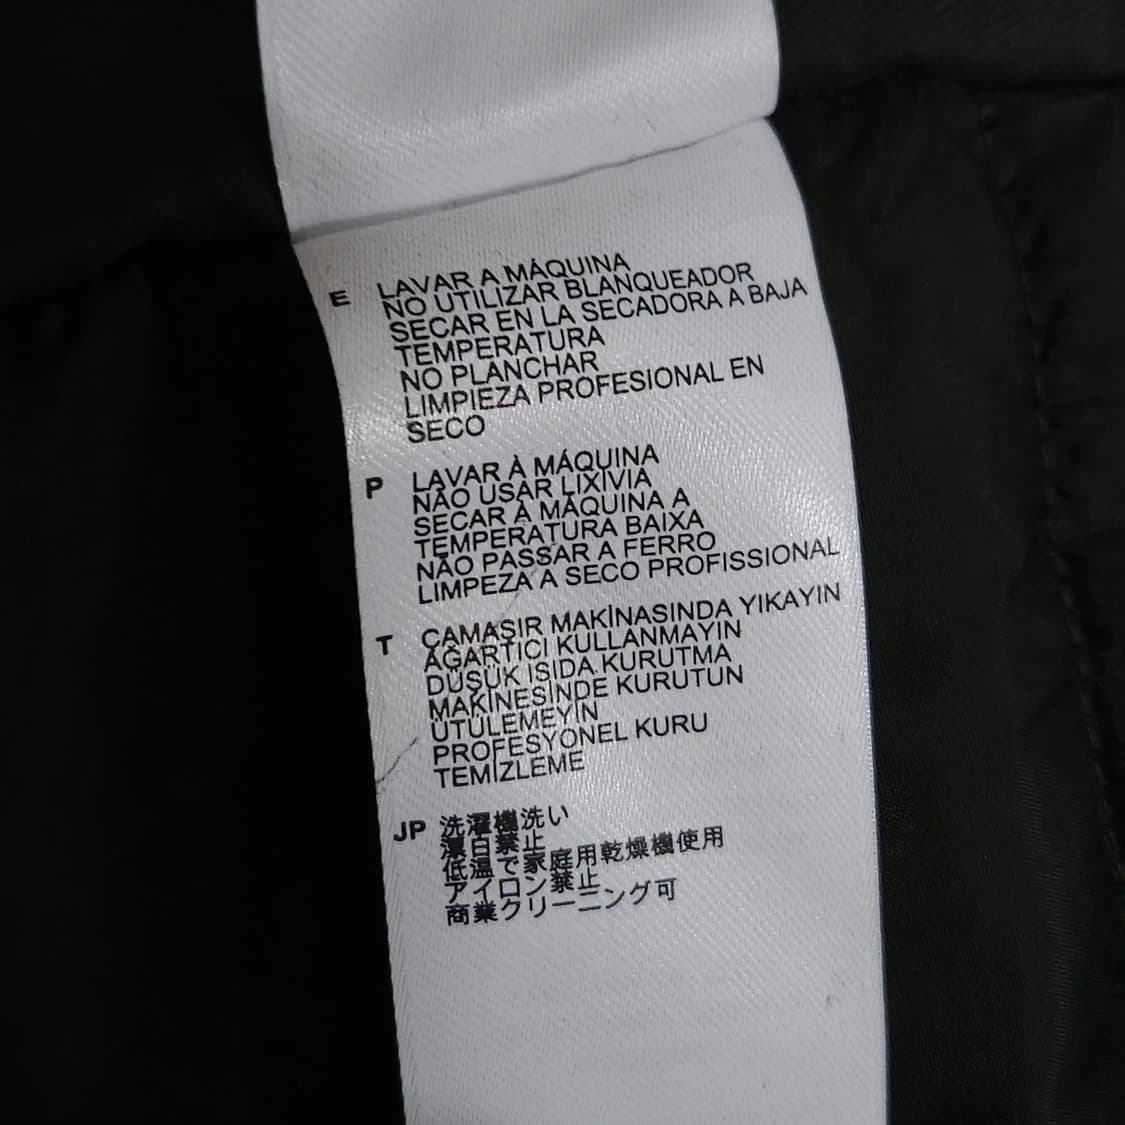 E LAVAR A MÁQUINA
NO UTILIZAR BLANQUEADOR
SECAR EN LA SECADORA A BAJA
TEMPERATURA
NO PLANCHAR
LIMPIEZA PROFESIONAL EN
SECO
P LAVAR À MÁQUINA
NÃO USAR LIXÍVIA
SECAR À MÁQUINA A
TEMPERATURA BAIXA
NÃO PASSAR A FERRO
LIMPEZA A SECO PROFISSIONAL
T ÇAMAŞIR MAKİNASINDA YIKAYIN
AĞARTICI KULLANMAYIN
DÜŞÜK ISIDA KURUTMA
MAKİNESİNDE KURUTUN
ÜTÜLEMEYİN
PROFESYONEL KURU
TEMİZLEME
JP 洗濯機洗い
漂白禁止
低温で家庭用乾燥機使用
アイロン禁止
商業クリーニング可